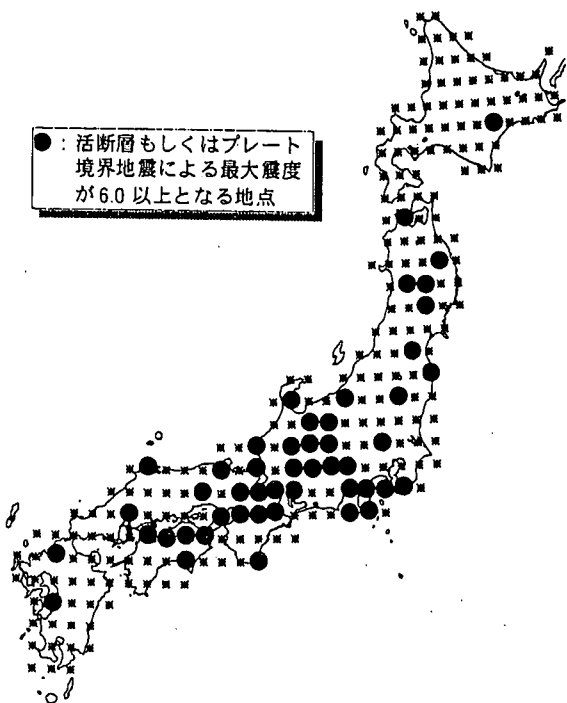 ● : 活断層もしくはプレート
境界地震による最大震度
が 6.0 以上となる地点